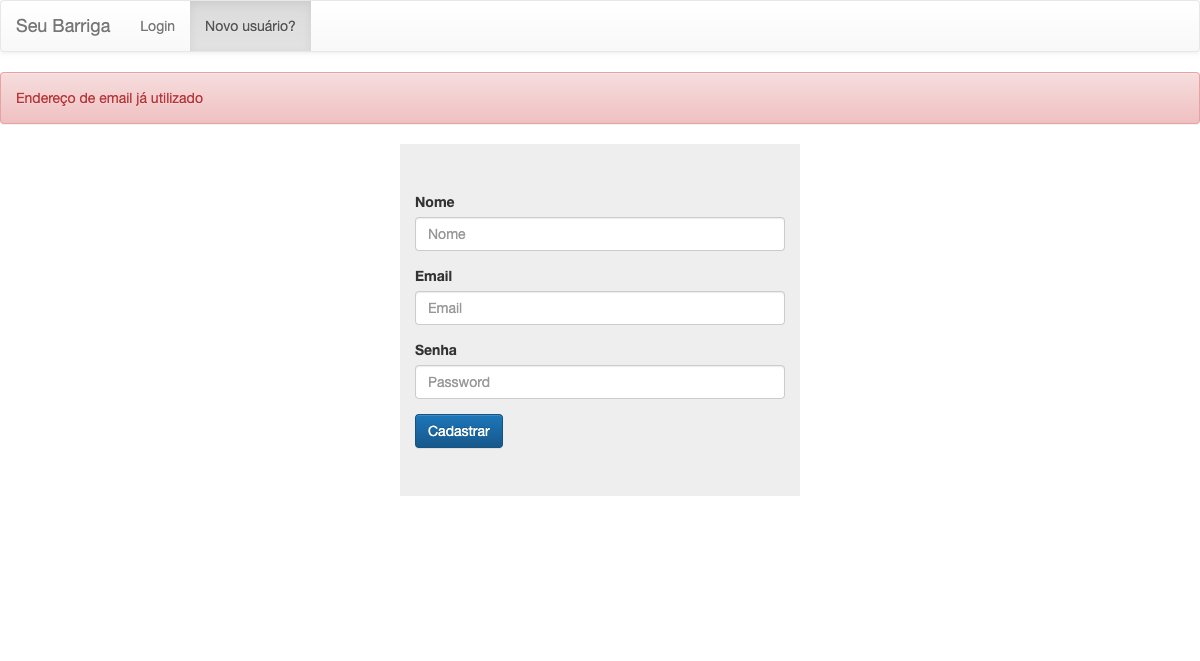 Seu Barriga Login Novo usuário?
Endereço de email já utilizado
Nome
Nome
Email
Email
Senha
Password
Cadastrar